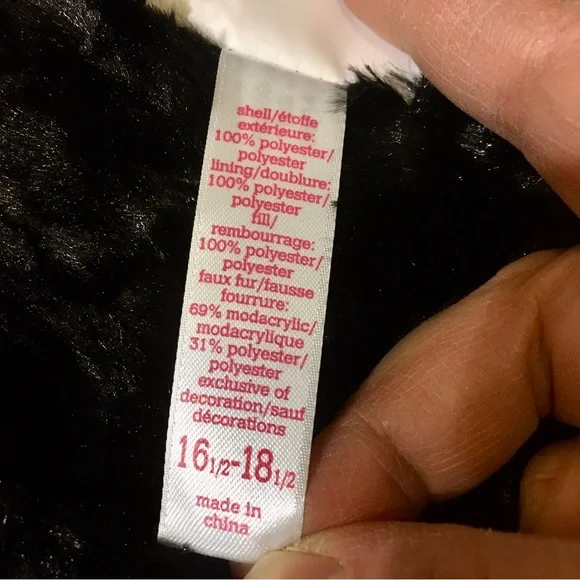 shell/étoffe
extérieure:
100% polyester/
polyester
lining/doublure:
100% polyester/
polyester
fill/
rembourrage:
100% polyester/
polyester
faux fur/fausse
fourrure:
69% modacrylic/
modacrylique
31% polyester/
polyester
exclusive of
decoration/sauf
décorations
16 1/2-18 1/2
made in
china